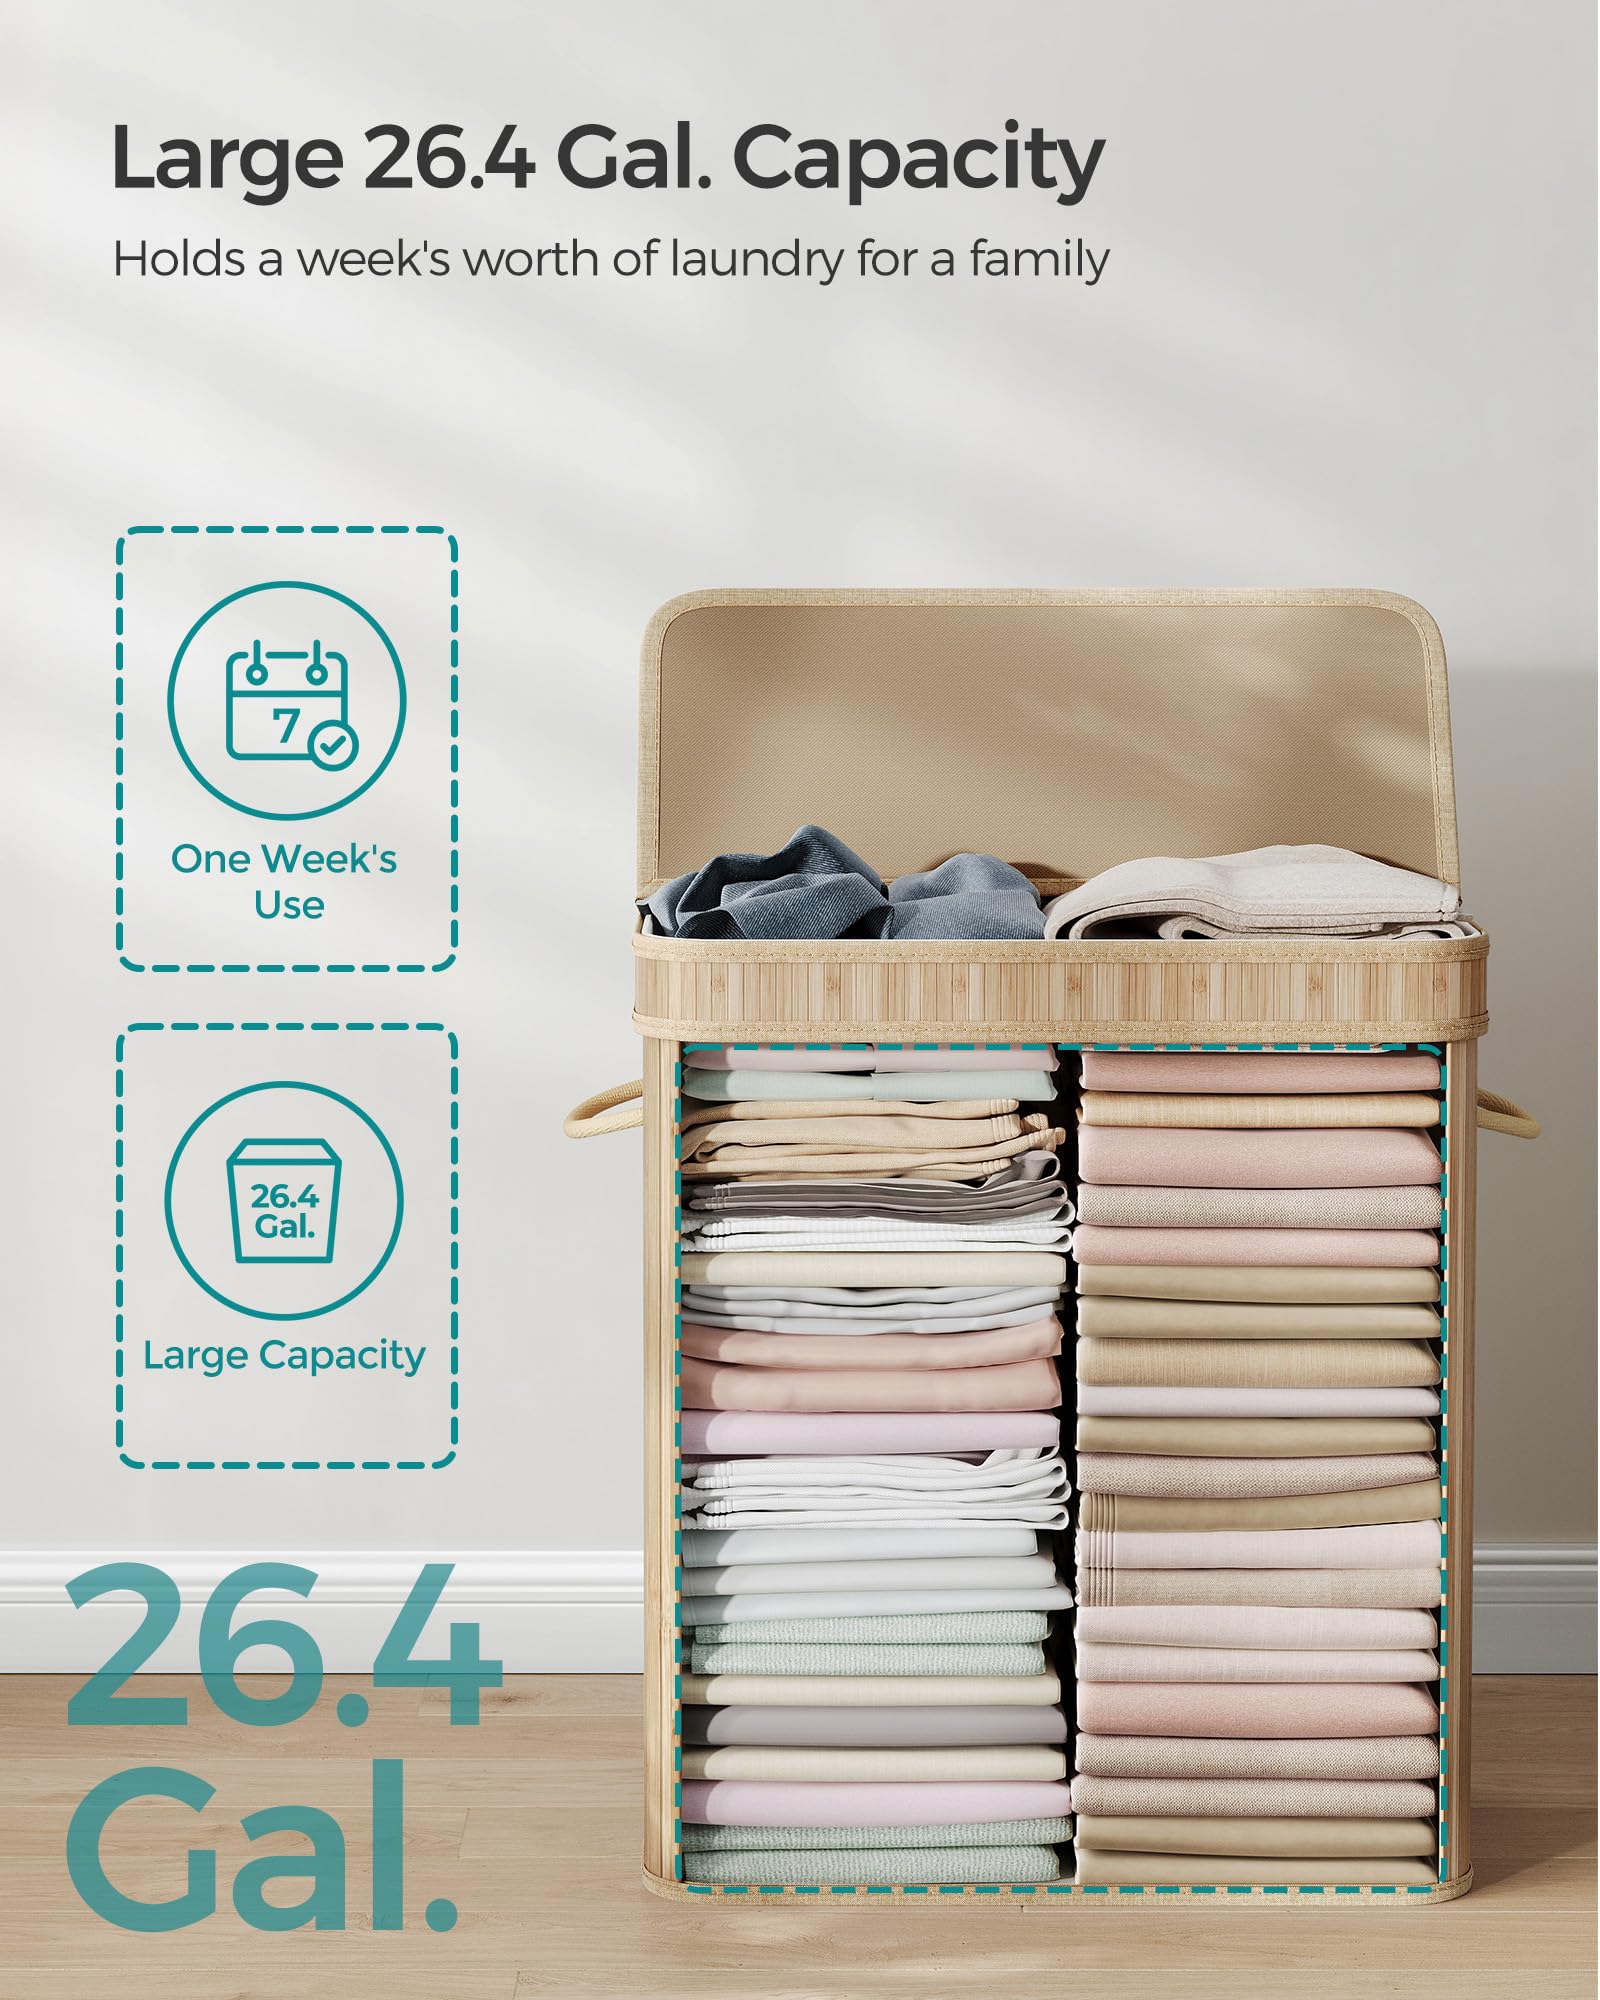 Large 26.4 Gal. Capacity
Holds a week's worth of laundry for a family
7
One Week's
Use
26.4
Gal.
Large Capacity
26.4
Gal.